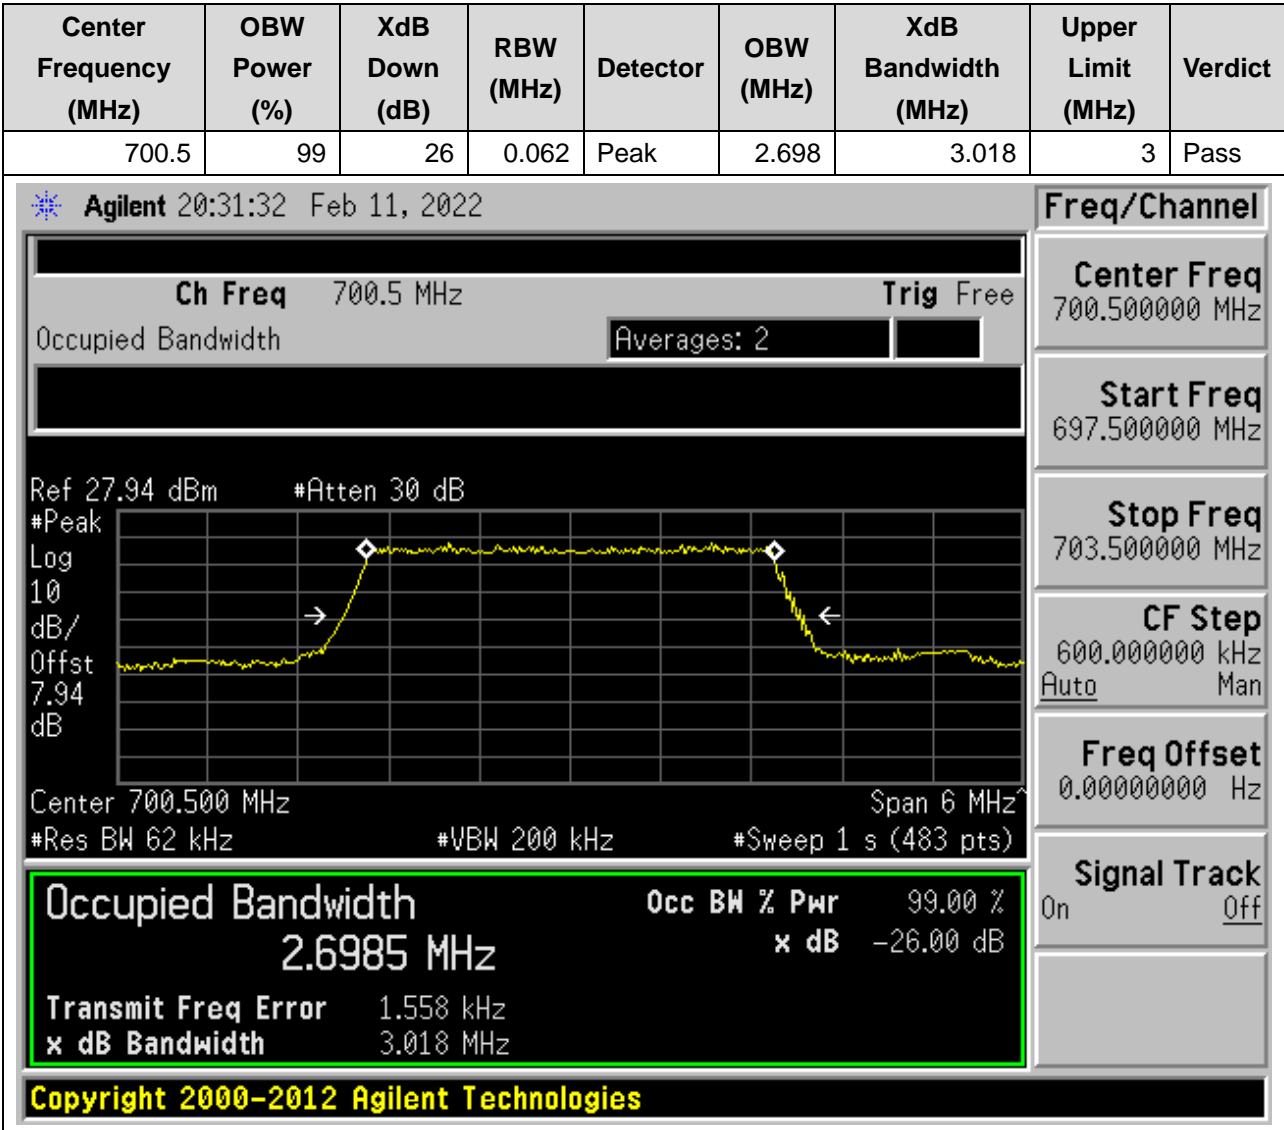 Center Frequency (MHz) OBW Power (%) XdB Down (dB) RBW (MHz) Detector OBW (MHz) XdB Bandwidth (MHz) Upper Limit (MHz) Verdict
700.5 99 26 0.062 Peak 2.698 3.018 3 Pass
Agilent 20:31:32 Feb 11, 2022
Ch Freq 700.5 MHz Trig Free
Occupied Bandwidth Averages: 2
Ref 27.94 dBm #Atten 30 dB
#Peak
Log
10
dB/
Offst
7.94
dB
Center 700.500 MHz Span 6 MHz^
#Res BW 62 kHz #VBW 200 kHz #Sweep 1 s (483 pts)
Occupied Bandwidth Occ BW % Pwr 99.00 %
2.6985 MHz x dB -26.00 dB
Transmit Freq Error 1.558 kHz
x dB Bandwidth 3.018 MHz
Copyright 2000-2012 Agilent Technologies
Freq/Channel
Center Freq
700.500000 MHz
Start Freq
697.500000 MHz
Stop Freq
703.500000 MHz
CF Step
600.000000 kHz
Auto Man
Freq Offset
0.00000000 Hz
Signal Track
On Off